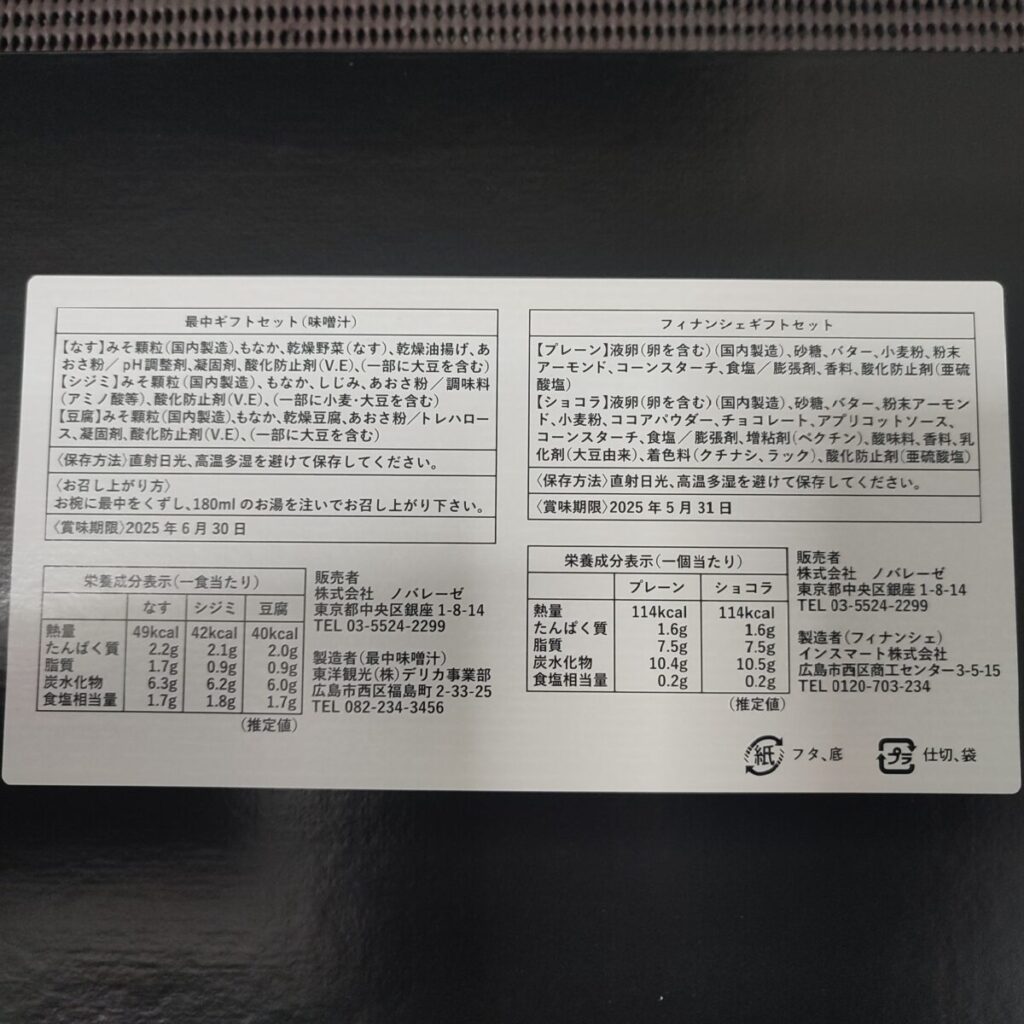 最中ギフトセット(味噌汁)
【なす】みそ顆粒(国内製造)、もなか、乾燥野菜(なす)、乾燥油揚げ、あ
おさ粉／pH調整剤、凝固剤、酸化防止剤(V.E)、(一部に大豆を含む)
【シジミ】みそ顆粒(国内製造)、もなか、しじみ、あおさ粉／調味料
(アミノ酸等)、酸化防止剤(V.E)、(一部に小麦・大豆を含む)
【豆腐】みそ顆粒(国内製造)、もなか、乾燥豆腐、あおさ粉／トレハロー
ス、凝固剤、酸化防止剤(V.E)、(一部に大豆を含む)
〈保存方法〉直射日光、高温多湿を避けて保存してください。
〈お召し上がり方〉
お椀に最中をくずし、180mlのお湯を注いでお召し上がり下さい。
〈賞味期限〉2025年6月30日
栄養成分表示(一食当たり)
なす シジミ 豆腐
熱量 49kcal 42kcal 40kcal
たんぱく質 2.2g 2.1g 2.0g
脂質 1.7g 0.9g 0.9g
炭水化物 6.3g 6.2g 6.0g
食塩相当量 1.7g 1.8g 1.7g
(推定値)
販売者
株式会社 ノバレーゼ
東京都中央区銀座1-8-14
TEL 03-5524-2299
製造者(最中味噌汁)
東洋観光(株)デリカ事業部
広島市西区福島町2-33-25
TEL 082-234-3456
フィナンシェギフトセット
【プレーン】液卵(卵を含む)(国内製造)、砂糖、バター、小麦粉、粉末
アーモンド、コーンスターチ、食塩／膨張剤、香料、酸化防止剤(亜硫
酸塩)
【ショコラ】液卵(卵を含む)(国内製造)、砂糖、バター、粉末アーモン
ド、小麦粉、ココアパウダー、チョコレート、アプリコットソース、
コーンスターチ、食塩／膨張剤、増粘剤(ペクチン)、酸味料、香料、乳
化剤(大豆由来)、着色料(クチナシ、ラック)、酸化防止剤(亜硫酸塩)
〈保存方法〉直射日光、高温多湿を避けて保存してください。
〈賞味期限〉2025年5月31日
栄養成分表示(一個当たり)
プレーン ショコラ
熱量 114kcal 114kcal
たんぱく質 1.6g 1.6g
脂質 7.5g 7.5g
炭水化物 10.4g 10.5g
食塩相当量 0.2g 0.2g
(推定値)
販売者
株式会社 ノバレーゼ
東京都中央区銀座1-8-14
TEL 03-5524-2299
製造者(フィナンシェ)
インスマート株式会社
広島市西区商工センター3-5-15
TEL 0120-703-234
紙 フタ、底 プラ 仕切、袋